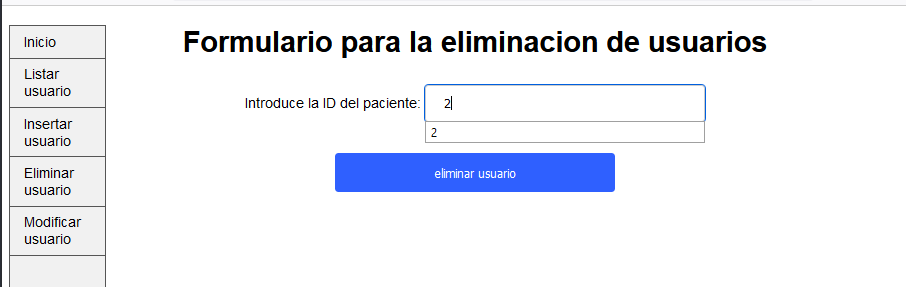 Inicio
Listar
usuario
Insertar
usuario
Eliminar
usuario
Modificar
usuario
Formulario para la eliminacion de usuarios
Introduce la ID del paciente: 2
2
eliminar usuario